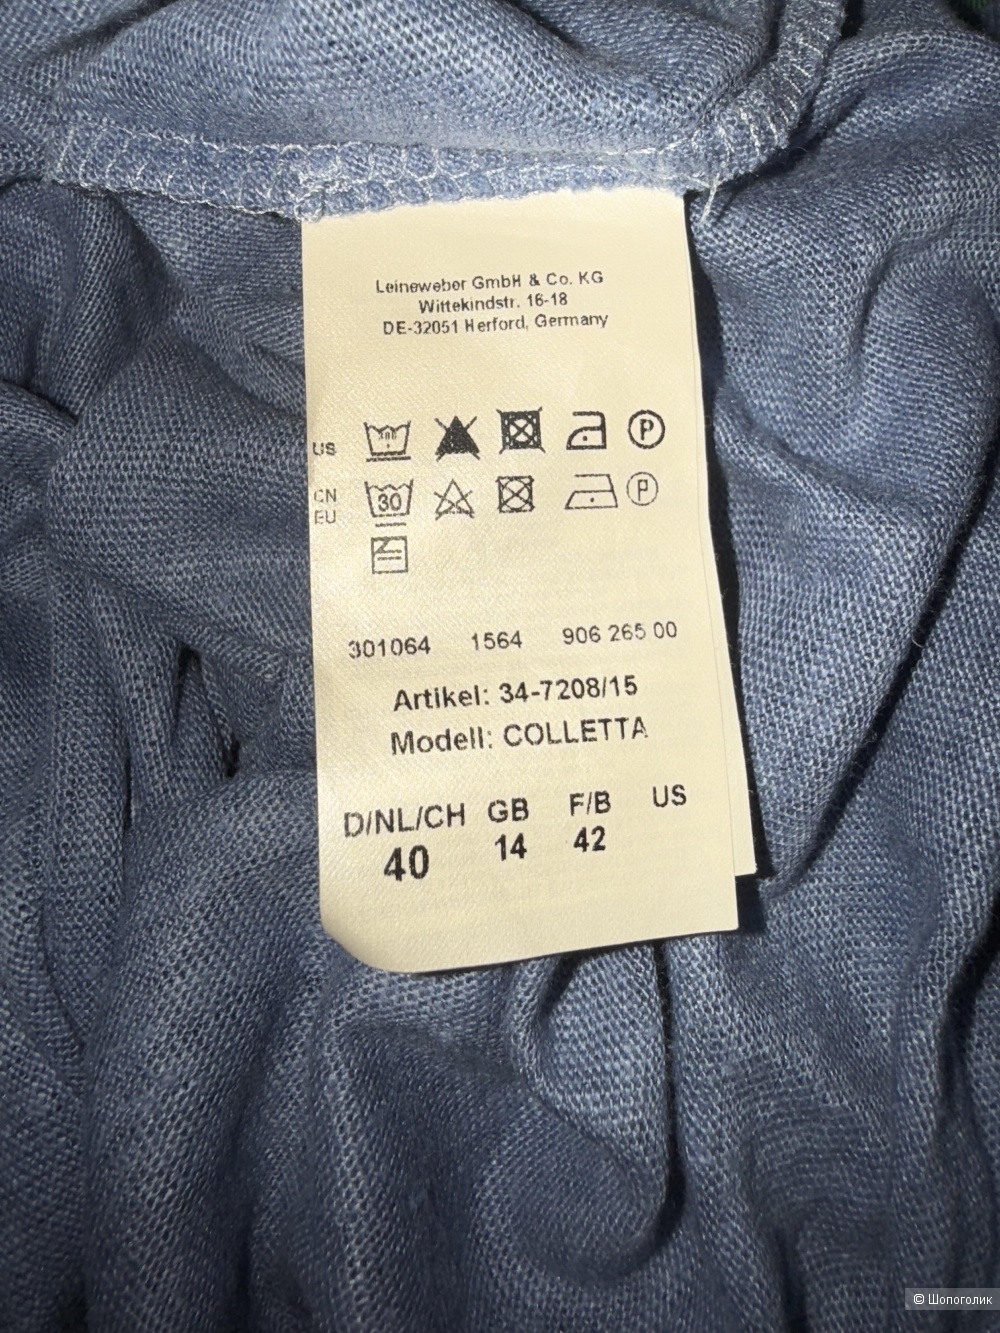 Leineweber GmbH & Co. KG
Wittekindstr. 16-18
DE-32051 Herford, Germany
US
P
CN
EU
30
P
301064 1564 906 265 00
Artikel: 34-7208/15
Modell: COLLETTA
D/NL/CH GB F/B US
40 14 42
© Шопоголик